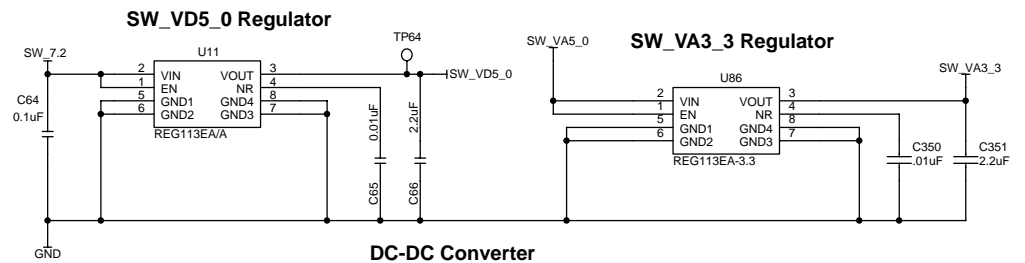 SW_VD5_0 Regulator
SW_7.2
C64
0.1uF
U11
2 VIN VOUT 3
1 EN NR 4
5 GND1 GND4 8
6 GND2 GND3 7
REG113EA/A
TP64
SW_VD5_0
0.01uF
2.2uF
C65
C66
GND
SW_VA3_3 Regulator
SW_VA5_0
U86
2 VIN VOUT 3
1 EN NR 4
5 GND1 GND4 8
6 GND2 GND3 7
REG113EA-3.3
SW_VA3_3
C350
.01uF
C351
2.2uF
DC-DC Converter